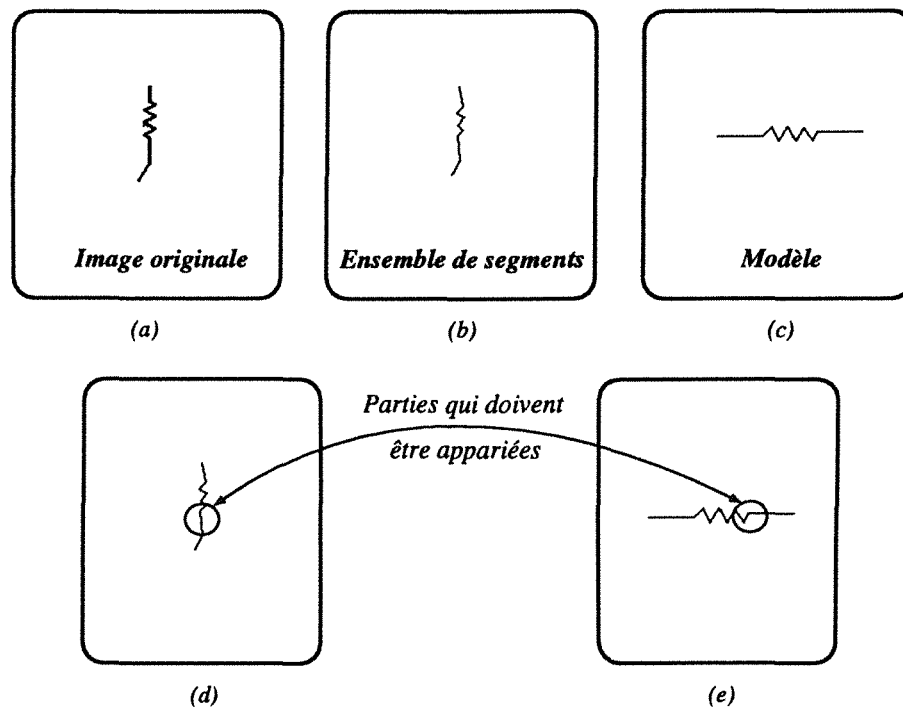 Image originale
Ensemble de segments
Modèle
(a)
(b)
(c)
Parties qui doivent
être appariées
(d)
(e)